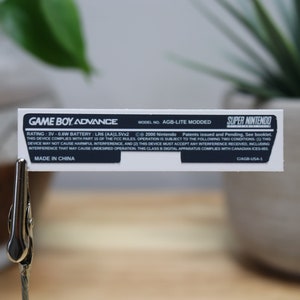 GAME BOY ADVANCE MODEL NO. AGB-LITE MODDED SUPER NINTENDO
RATING : 3V - 0.6W BATTERY : LR6 (AA)1.5Vx2 © 2000 Nintendo Patents issued and Pending, See booklet.
THIS DEVICE COMPLIES WITH PART 15 OF THE FCC RULES. OPERATION IS SUBJECT TO THE FOLLOWING TWO CONDITIONS. (1) THIS
DEVICE MAY NOT CAUSE HARMFUL INTERFERENCE, AND (2) THIS DEVICE MUST ACCEPT ANY INTERFERENCE RECEIVED, INCLUDING
INTERFERENCE THAT MAY CAUSE UNDESIRED OPERATION. THIS CLASS B DIGITAL APPARATUS COMPLIES WITH CANADIAN ICES-003.
MADE IN CHINA C/AGB-USA-1